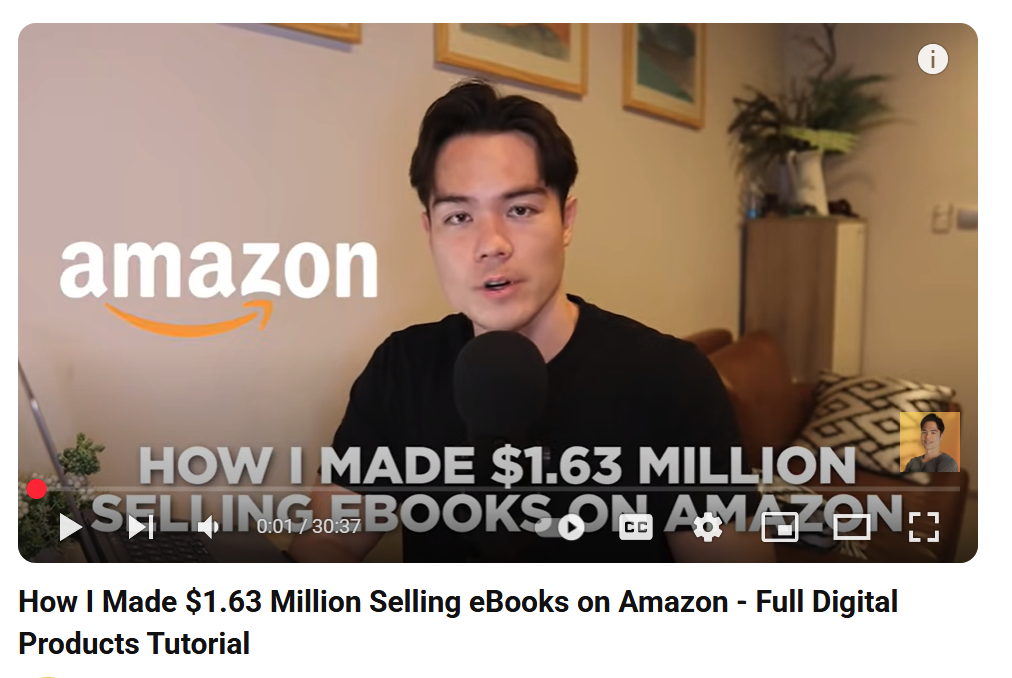 amazon
HOW I MADE $1.63 MILLION
SELLING EBOOKS ON AMAZON
0:01 / 30:37
CC
How I Made $1.63 Million Selling eBooks on Amazon - Full Digital
Products Tutorial